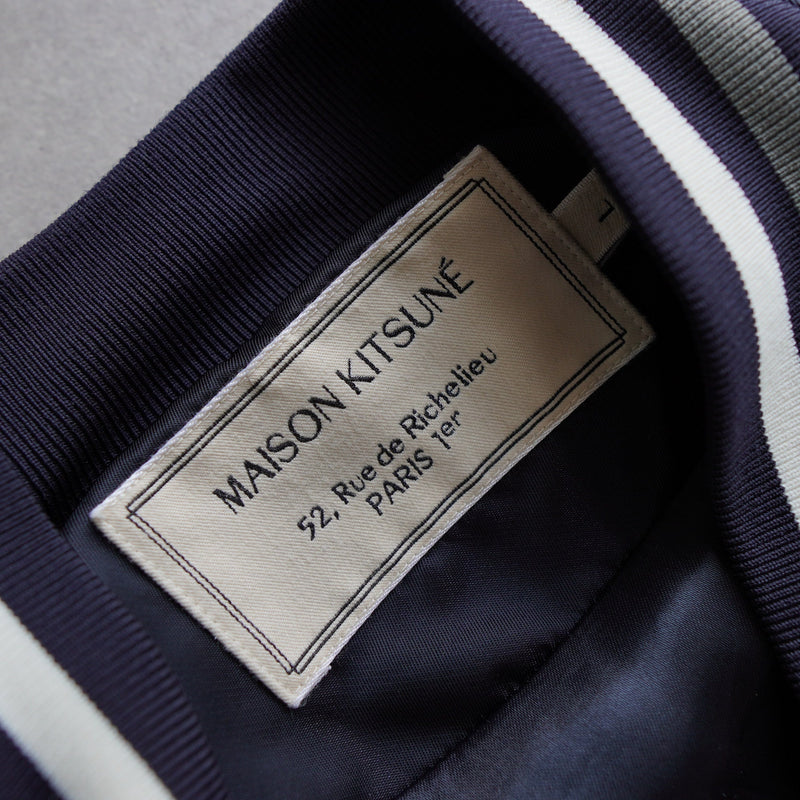 MAISON KITSUNÉ
52, Rue de Richelieu
PARIS 1er